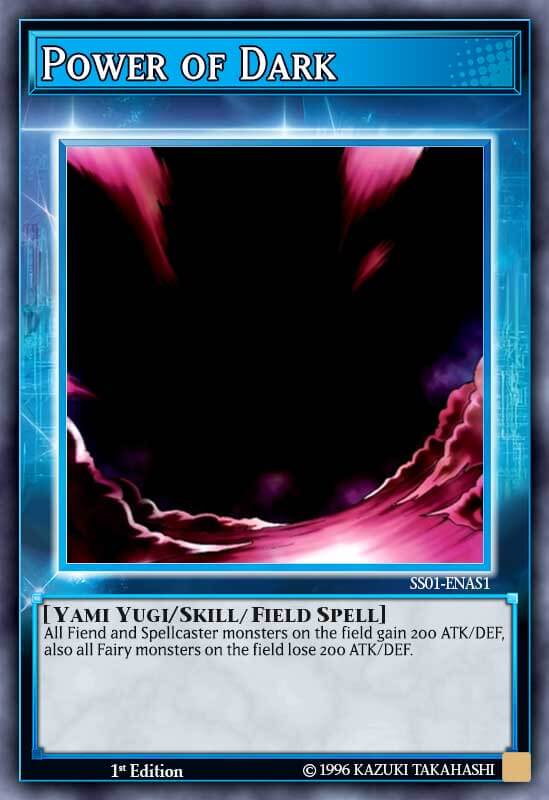 Power of Dark
SS01-ENAS1
[Yami Yugi/Skill/Field Spell]
All Fiend and Spellcaster monsters on the field gain 200 ATK/DEF,
also all Fairy monsters on the field lose 200 ATK/DEF.
1st Edition
© 1996 KAZUKI TAKAHASHI